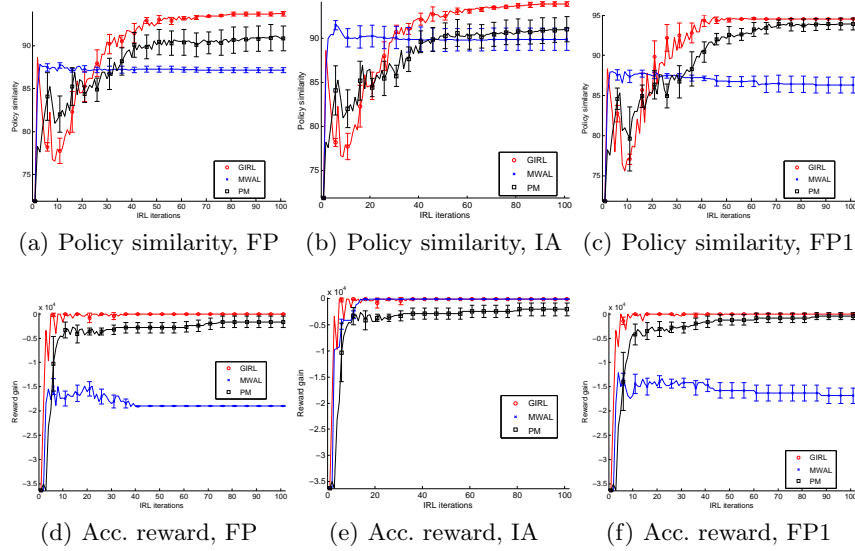 90
85
80
75
Policy similarity
0 10 20 30 40 50 60 70 80 90 100
IRL iterations
GIRL
MWAL
PM
(a) Policy similarity, FP
95
90
85
80
75
Policy similarity
0 20 40 60 80 100
IRL iterations
GIRL
MWAL
PM
(b) Policy similarity, IA
95
90
85
80
75
Policy similarity
0 10 20 30 40 50 60 70 80 90 100
IRL iterations
GIRL
MWAL
PM
(c) Policy similarity, FP1
x 10⁴
0
−0.5
−1
−1.5
−2
−2.5
−3
−3.5
Reward gain
0 10 20 30 40 50 60 70 80 90 100
IRL iterations
GIRL
MWAL
PM
(d) Acc. reward, FP
x 10⁴
0
−0.5
−1
−1.5
−2
−2.5
−3
−3.5
Reward gain
0 20 40 60 80 100
IRL iterations
GIRL
MWAL
PM
(e) Acc. reward, IA
x 10⁴
0
−0.5
−1
−1.5
−2
−2.5
−3
−3.5
Reward gain
0 10 20 30 40 50 60 70 80 90 100
IRL iterations
GIRL
MWAL
PM
(f) Acc. reward, FP1